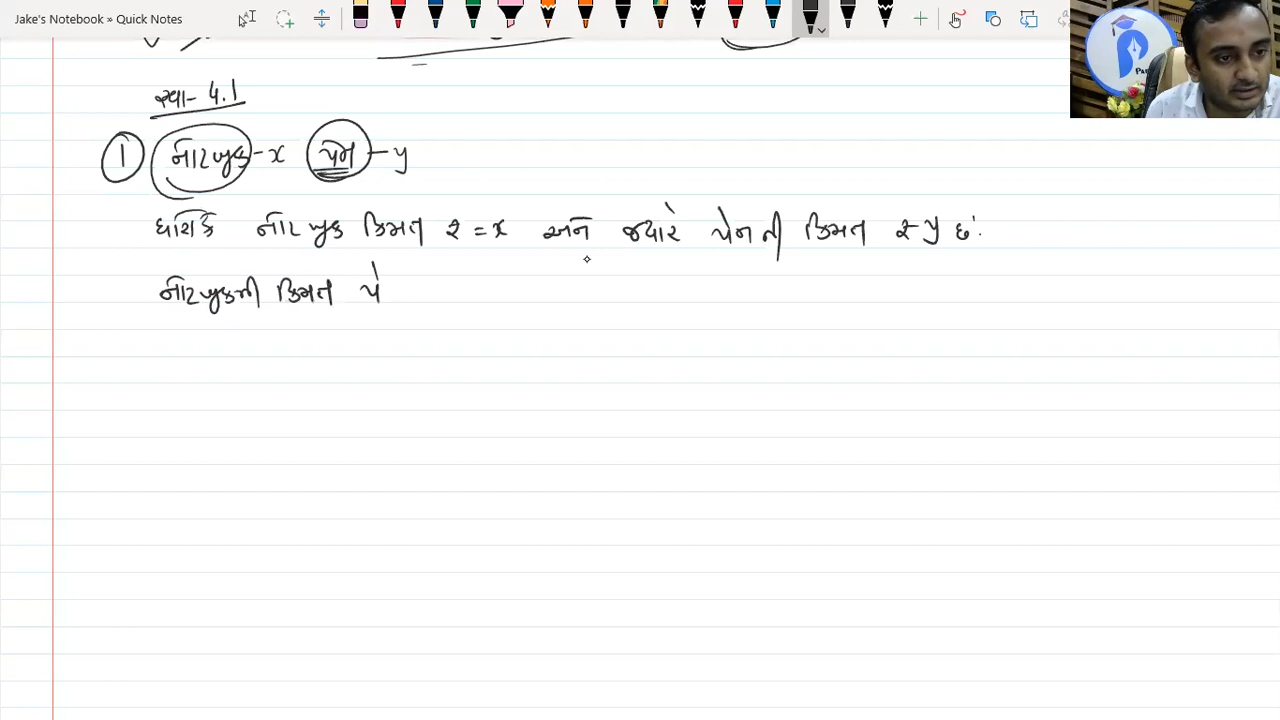 Jake's Notebook » Quick Notes
સ્વા- 4.1
1 નોટબુક - x પેન - y
ધારોકે નોટબુક કિંમત ર = x અને જ્યારે પેનની કિંમત ર y છે.
નોટબુકની કિંમત પે